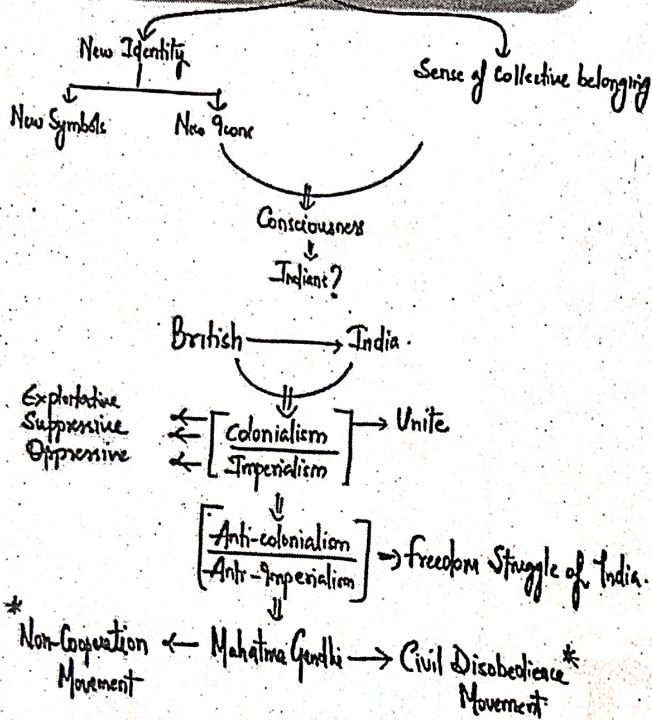 New Identity
Sense of collective belonging
New Symbols New Icons
Consciousness
Indians?
British India.
Exploitative
Suppressive
Oppressive
Colonialism
Imperialism
Unite
Anti-colonialism
Anti-Imperialism
Freedom Struggle of India.
*Non-Cooperation
Movement
Mahatma Gandhi
Civil Disobedience*
Movement